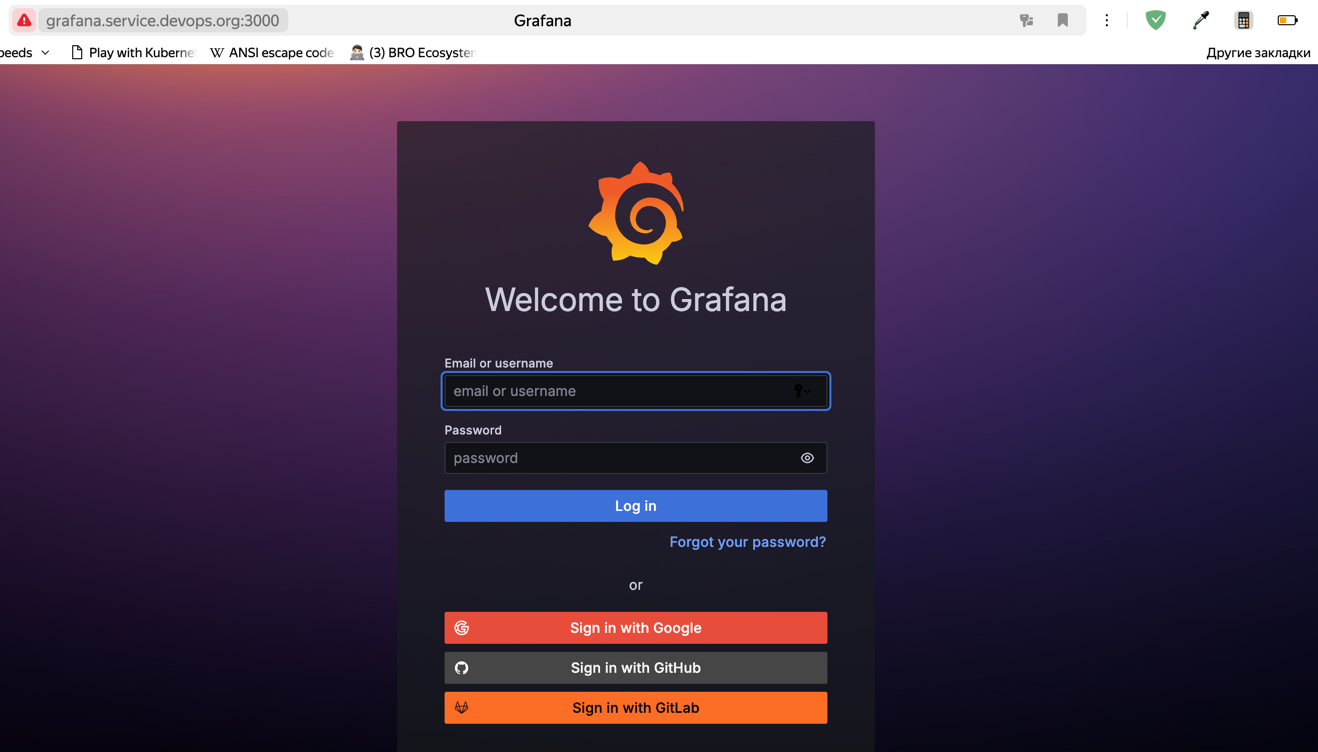 grafana.service.devops.org:3000
Grafana
peeds
Play with Kuberne
ANSI escape code
(3) BRO Ecosyster
Другие закладки
Welcome to Grafana
Email or username
email or username
Password
password
Log in
Forgot your password?
or
Sign in with Google
Sign in with GitHub
Sign in with GitLab